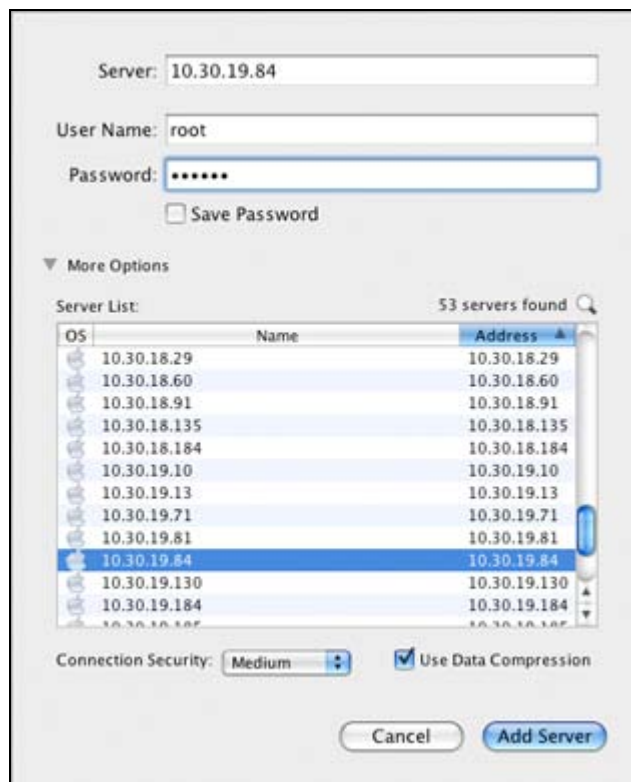 Server: 10.30.19.84
User Name: root
Password: ••••••
Save Password
More Options
Server List: 53 servers found
OS Name Address
10.30.18.29 10.30.18.29
10.30.18.60 10.30.18.60
10.30.18.91 10.30.18.91
10.30.18.135 10.30.18.135
10.30.18.184 10.30.18.184
10.30.19.10 10.30.19.10
10.30.19.13 10.30.19.13
10.30.19.71 10.30.19.71
10.30.19.81 10.30.19.81
10.30.19.84 10.30.19.84
10.30.19.130 10.30.19.130
10.30.19.184 10.30.19.184
Connection Security: Medium Use Data Compression
Cancel Add Server